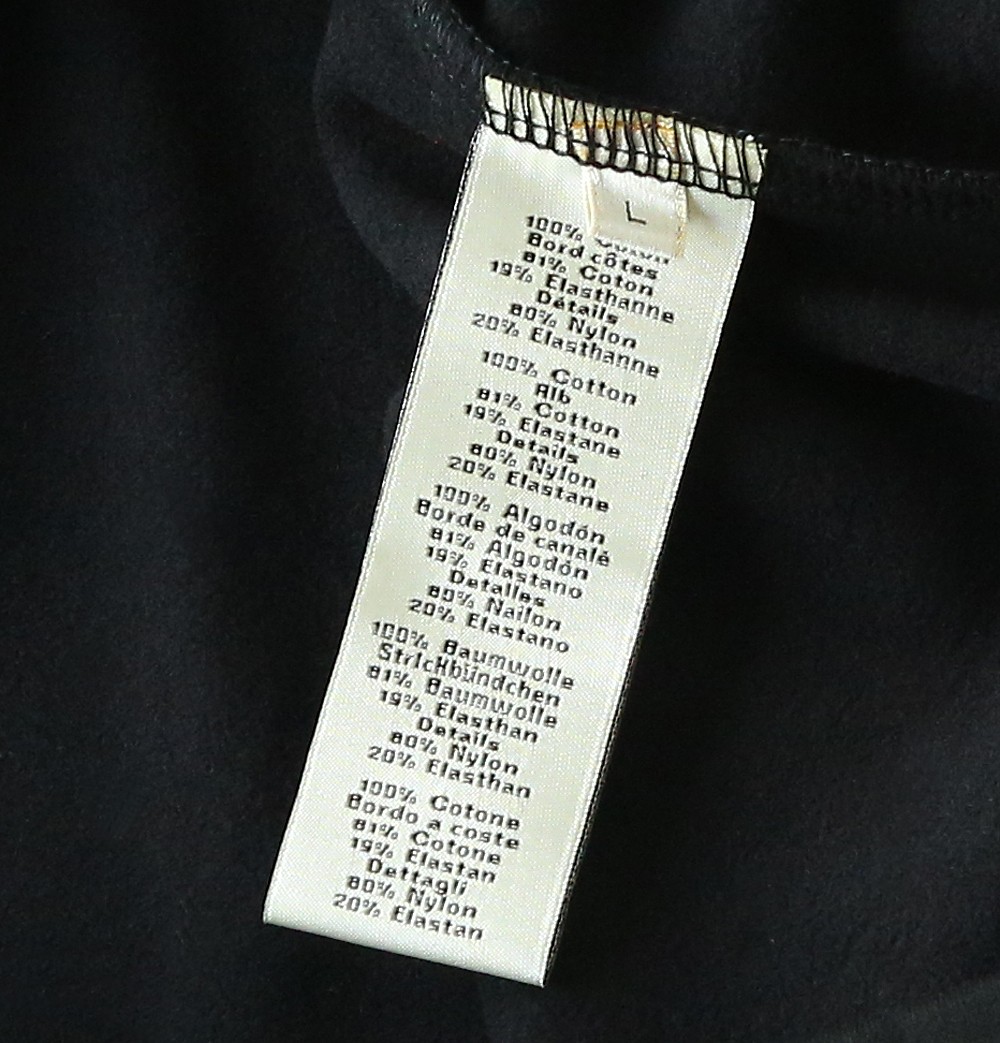 L
100%
Bord côtes
81% Coton
19% Elasthanne
Détails
80% Nylon
20% Elasthanne
100% Cotton
Rib
81% Cotton
19% Elastane
Details
80% Nylon
20% Elastane
100% Algodón
Borde de canalé
81% Algodón
19% Elastano
Detalles
80% Nailon
20% Elastano
100% Baumwolle
Strickbündchen
81% Baumwolle
19% Elasthan
Details
80% Nylon
20% Elasthan
100% Cotone
Bordo a coste
81% Cotone
19% Elastan
Dettagli
80% Nylon
20% Elastan